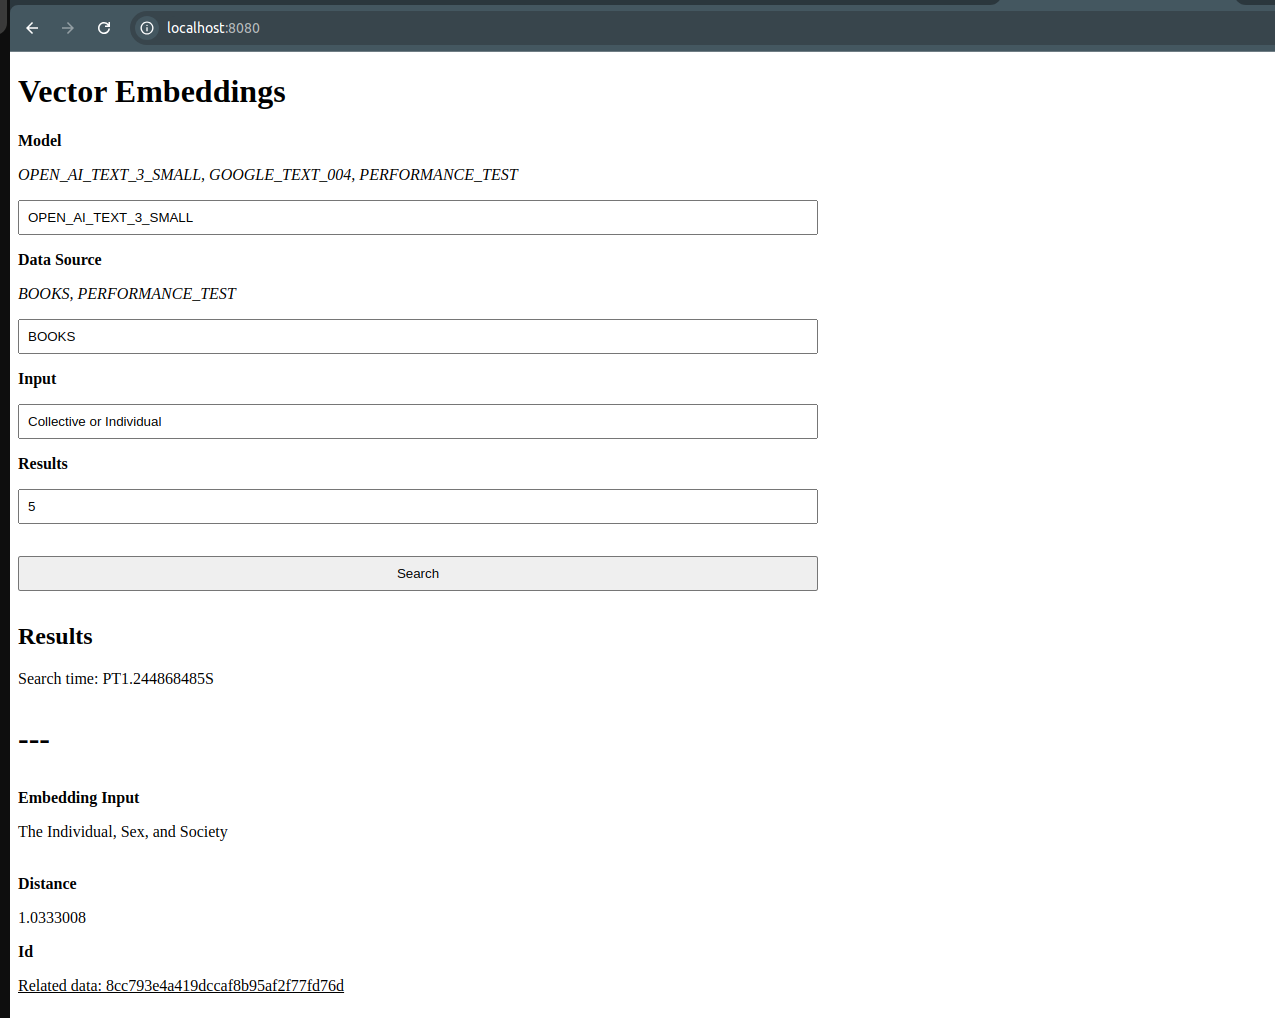 localhost:8080
Vector Embeddings
Model
OPEN_AI_TEXT_3_SMALL, GOOGLE_TEXT_004, PERFORMANCE_TEST
OPEN_AI_TEXT_3_SMALL
Data Source
BOOKS, PERFORMANCE_TEST
BOOKS
Input
Collective or Individual
Results
5
Search
Results
Search time: PT1.244868485S
---
Embedding Input
The Individual, Sex, and Society
Distance
1.0333008
Id
Related data: 8cc793e4a419dccaf8b95af2f77fd76d